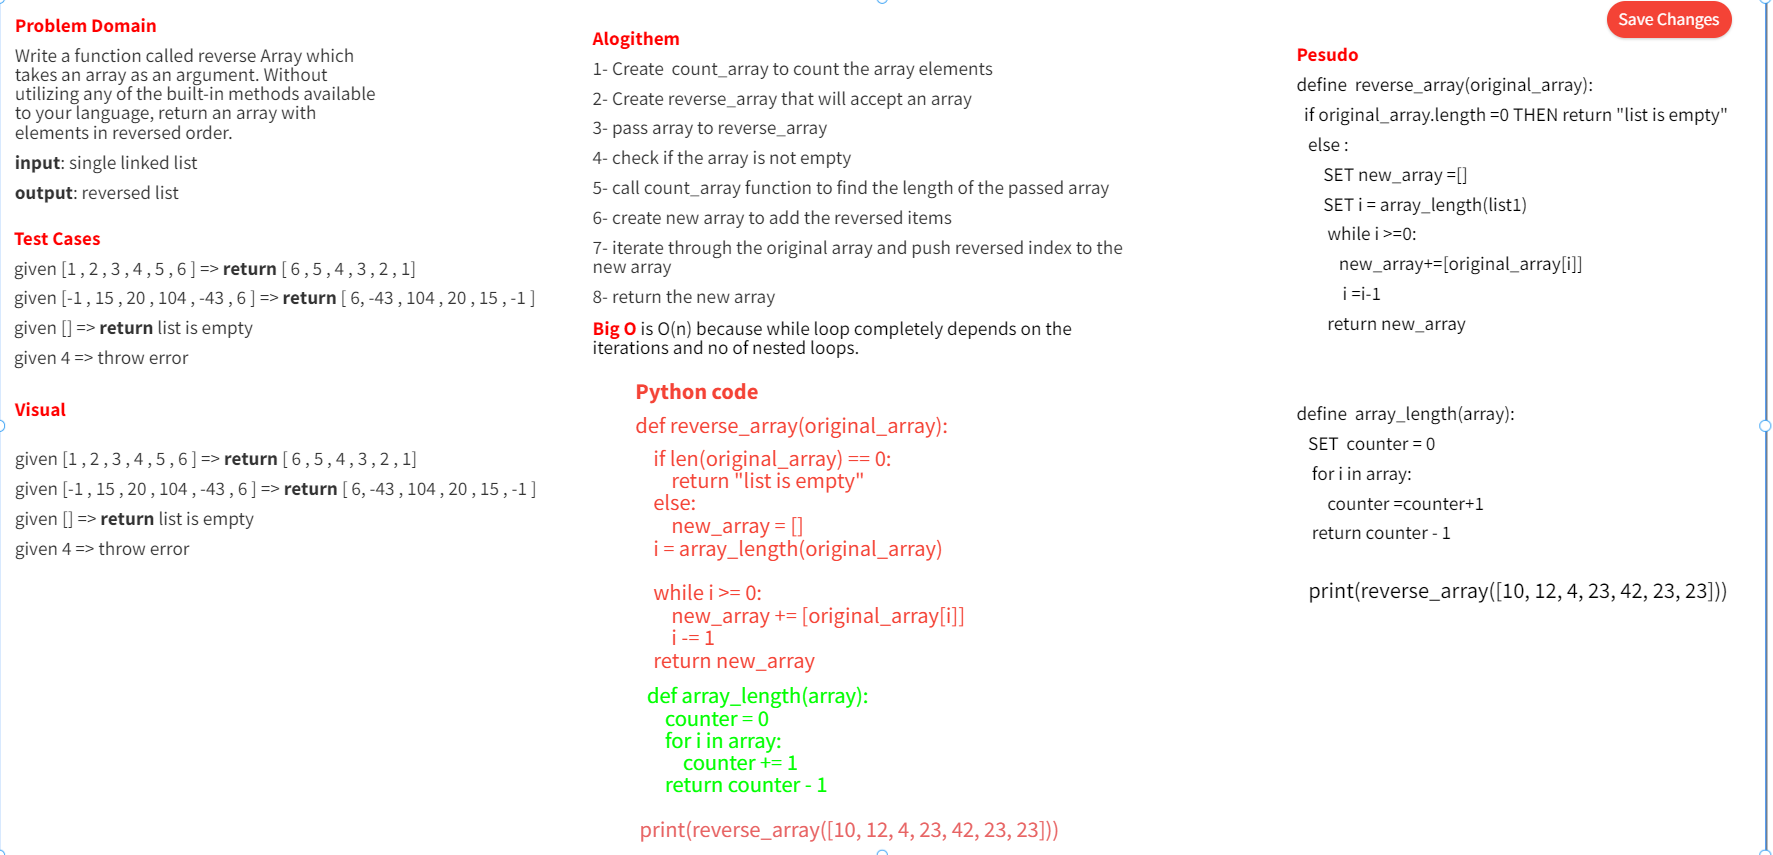 Problem Domain
Write a function called reverse Array which
takes an array as an argument. Without
utilizing any of the built-in methods available
to your language, return an array with
elements in reversed order.
input: single linked list
output: reversed list
Test Cases
given [1 , 2 , 3 , 4 , 5 , 6 ] => return [ 6 , 5 , 4 , 3 , 2 , 1]
given [-1 , 15 , 20 , 104 , -43 , 6 ] => return [ 6, -43 , 104 , 20 , 15 , -1 ]
given [] => return list is empty
given 4 => throw error
Visual
given [1 , 2 , 3 , 4 , 5 , 6 ] => return [ 6 , 5 , 4 , 3 , 2 , 1]
given [-1 , 15 , 20 , 104 , -43 , 6 ] => return [ 6, -43 , 104 , 20 , 15 , -1 ]
given [] => return list is empty
given 4 => throw error
Alogithem
1- Create  count_array to count the array elements
2- Create reverse_array that will accept an array
3- pass array to reverse_array
4- check if the array is not empty
5- call count_array function to find the length of the passed array
6- create new array to add the reversed items
7- iterate through the original array and push reversed index to the
new array
8- return the new array
Big O is O(n) because while loop completely depends on the
iterations and no of nested loops.
Python code
def reverse_array(original_array):
if len(original_array) == 0:
return "list is empty"
else:
new_array = []
i = array_length(original_array)
while i >= 0:
new_array += [original_array[i]]
i -= 1
return new_array
def array_length(array):
counter = 0
for i in array:
counter += 1
return counter - 1
print(reverse_array([10, 12, 4, 23, 42, 23, 23]))
Save Changes
Pesudo
define  reverse_array(original_array):
if original_array.length =0 THEN return "list is empty"
else :
SET new_array =[]
SET i = array_length(list1)
while i >=0:
new_array+=[original_array[i]]
i =i-1
return new_array
define  array_length(array):
SET  counter = 0
for i in array:
counter =counter+1
return counter - 1
print(reverse_array([10, 12, 4, 23, 42, 23, 23]))